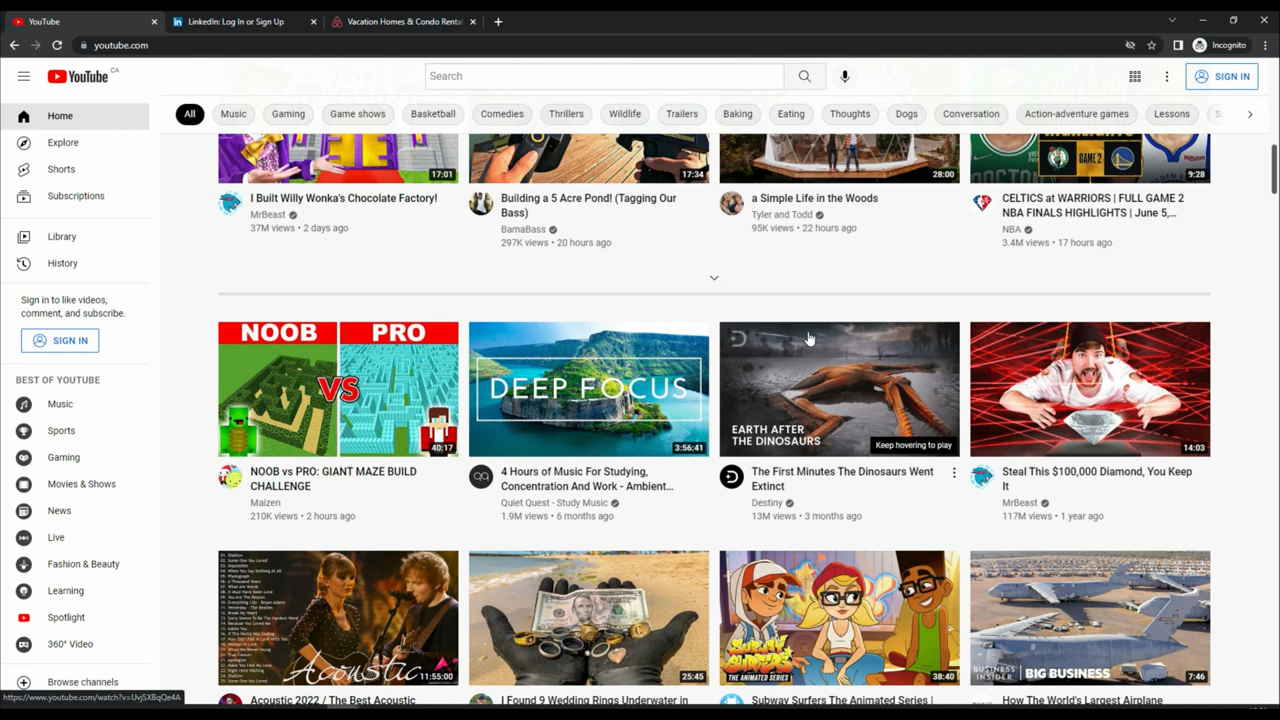 YouTube
LinkedIn: Log In or Sign Up
Vacation Homes & Condo Rental
youtube.com
Incognito
YouTube CA
Search
SIGN IN
All
Music
Gaming
Game shows
Basketball
Comedies
Thrillers
Wildlife
Trailers
Baking
Eating
Thoughts
Dogs
Conversation
Action-adventure games
Lessons
Home
Explore
Shorts
Subscriptions
Library
History
Sign in to like videos,
comment, and subscribe.
SIGN IN
BEST OF YOUTUBE
Music
Sports
Gaming
Movies & Shows
News
Live
Fashion & Beauty
Learning
Spotlight
360° Video
Browse channels
https://www.youtube.com/watch?v=UvjSXBqQe4A
17:01
I Built Willy Wonka's Chocolate Factory!
MrBeast
37M views • 2 days ago
17:34
Building a 5 Acre Pond! (Tagging Our
Bass)
BamaBass
297K views • 20 hours ago
28:00
a Simple Life in the Woods
Tyler and Todd
95K views • 22 hours ago
HIGHLIGHTS
GAME 2
9:28
CELTICS at WARRIORS | FULL GAME 2
NBA FINALS HIGHLIGHTS | June 5,...
NBA
3.4M views • 17 hours ago
NOOB PRO
VS
40:17
NOOB vs PRO: GIANT MAZE BUILD
CHALLENGE
Maizen
210K views • 2 hours ago
DEEP FOCUS
3:56:41
4 Hours of Music For Studying,
Concentration And Work - Ambient...
Quiet Quest - Study Music
1.9M views • 6 months ago
EARTH AFTER
THE DINOSAURS
Keep hovering to play
The First Minutes The Dinosaurs Went
Extinct
Destiny
13M views • 3 months ago
14:03
Steal This $100,000 Diamond, You Keep
It
MrBeast
117M views • 1 year ago
Acoustic
11:55:00
Acoustic 2022 / The Best Acoustic
25:45
I Found 9 Wedding Rings Underwater in
SUBWAY
SURFERS
THE ANIMATED SERIES
38:40
Subway Surfers The Animated Series |
BUSINESS
INSIDER
BIG BUSINESS
7:46
How The World's Largest Airplane